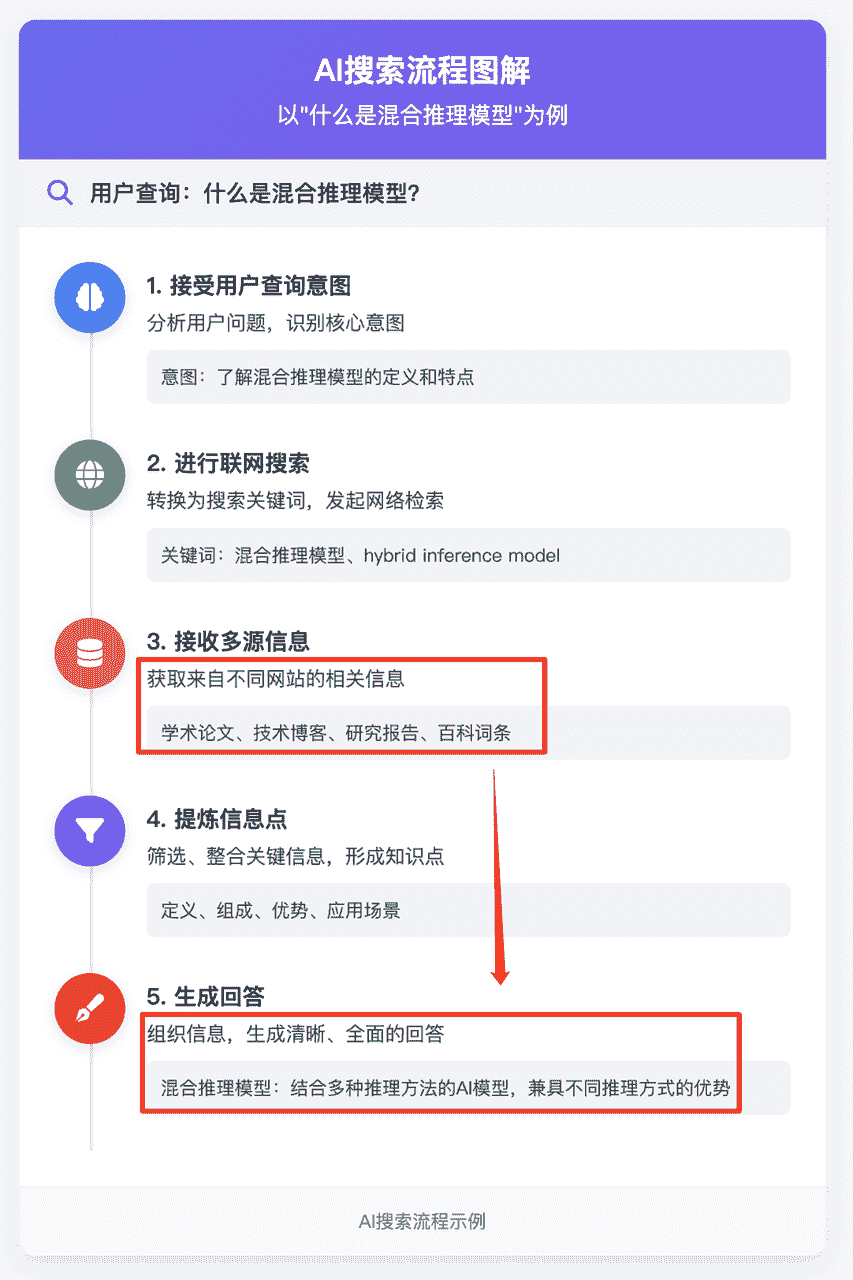 AI搜索流程图解
以"什么是混合推理模型"为例
用户查询：什么是混合推理模型?
1. 接受用户查询意图
分析用户问题，识别核心意图
意图：了解混合推理模型的定义和特点
2. 进行联网搜索
转换为搜索关键词，发起网络检索
关键词：混合推理模型、hybrid inference model
3. 接收多源信息
获取来自不同网站的相关信息
学术论文、技术博客、研究报告、百科词条
4. 提炼信息点
筛选、整合关键信息，形成知识点
定义、组成、优势、应用场景
5. 生成回答
组织信息，生成清晰、全面的回答
混合推理模型：结合多种推理方法的AI模型，兼具不同推理方式的优势
AI搜索流程示例